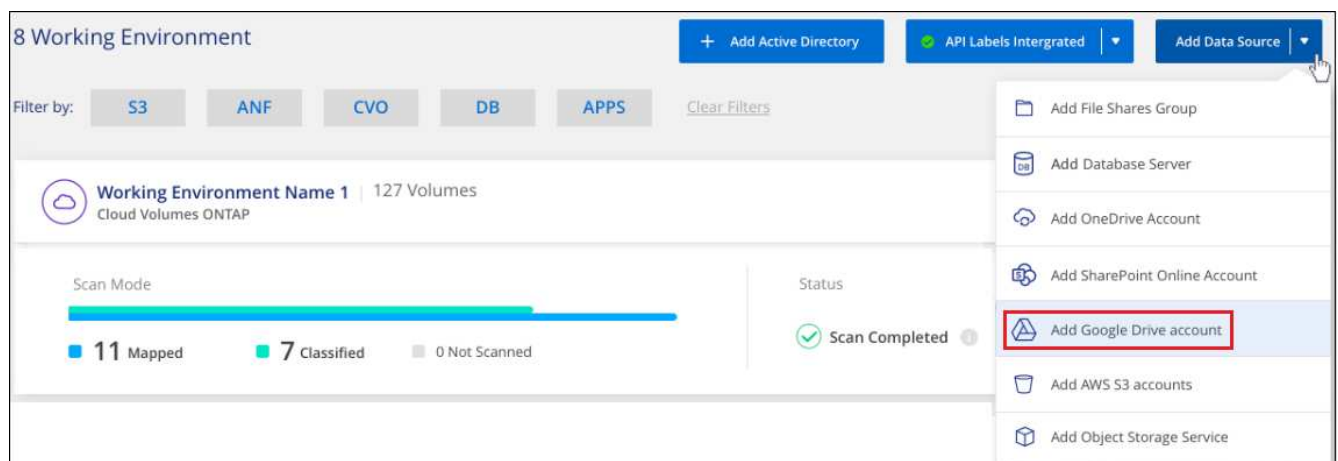 8 Working Environment
+ Add Active Directory
API Labels Intergrated
Add Data Source
Filter by: S3 ANF CVO DB APPS Clear Filters
Working Environment Name 1 | 127 Volumes
Cloud Volumes ONTAP
Scan Mode
11 Mapped 7 Classified 0 Not Scanned
Status
Scan Completed
Add File Shares Group
DB Add Database Server
Add OneDrive Account
Add SharePoint Online Account
Add Google Drive account
Add AWS S3 accounts
Add Object Storage Service